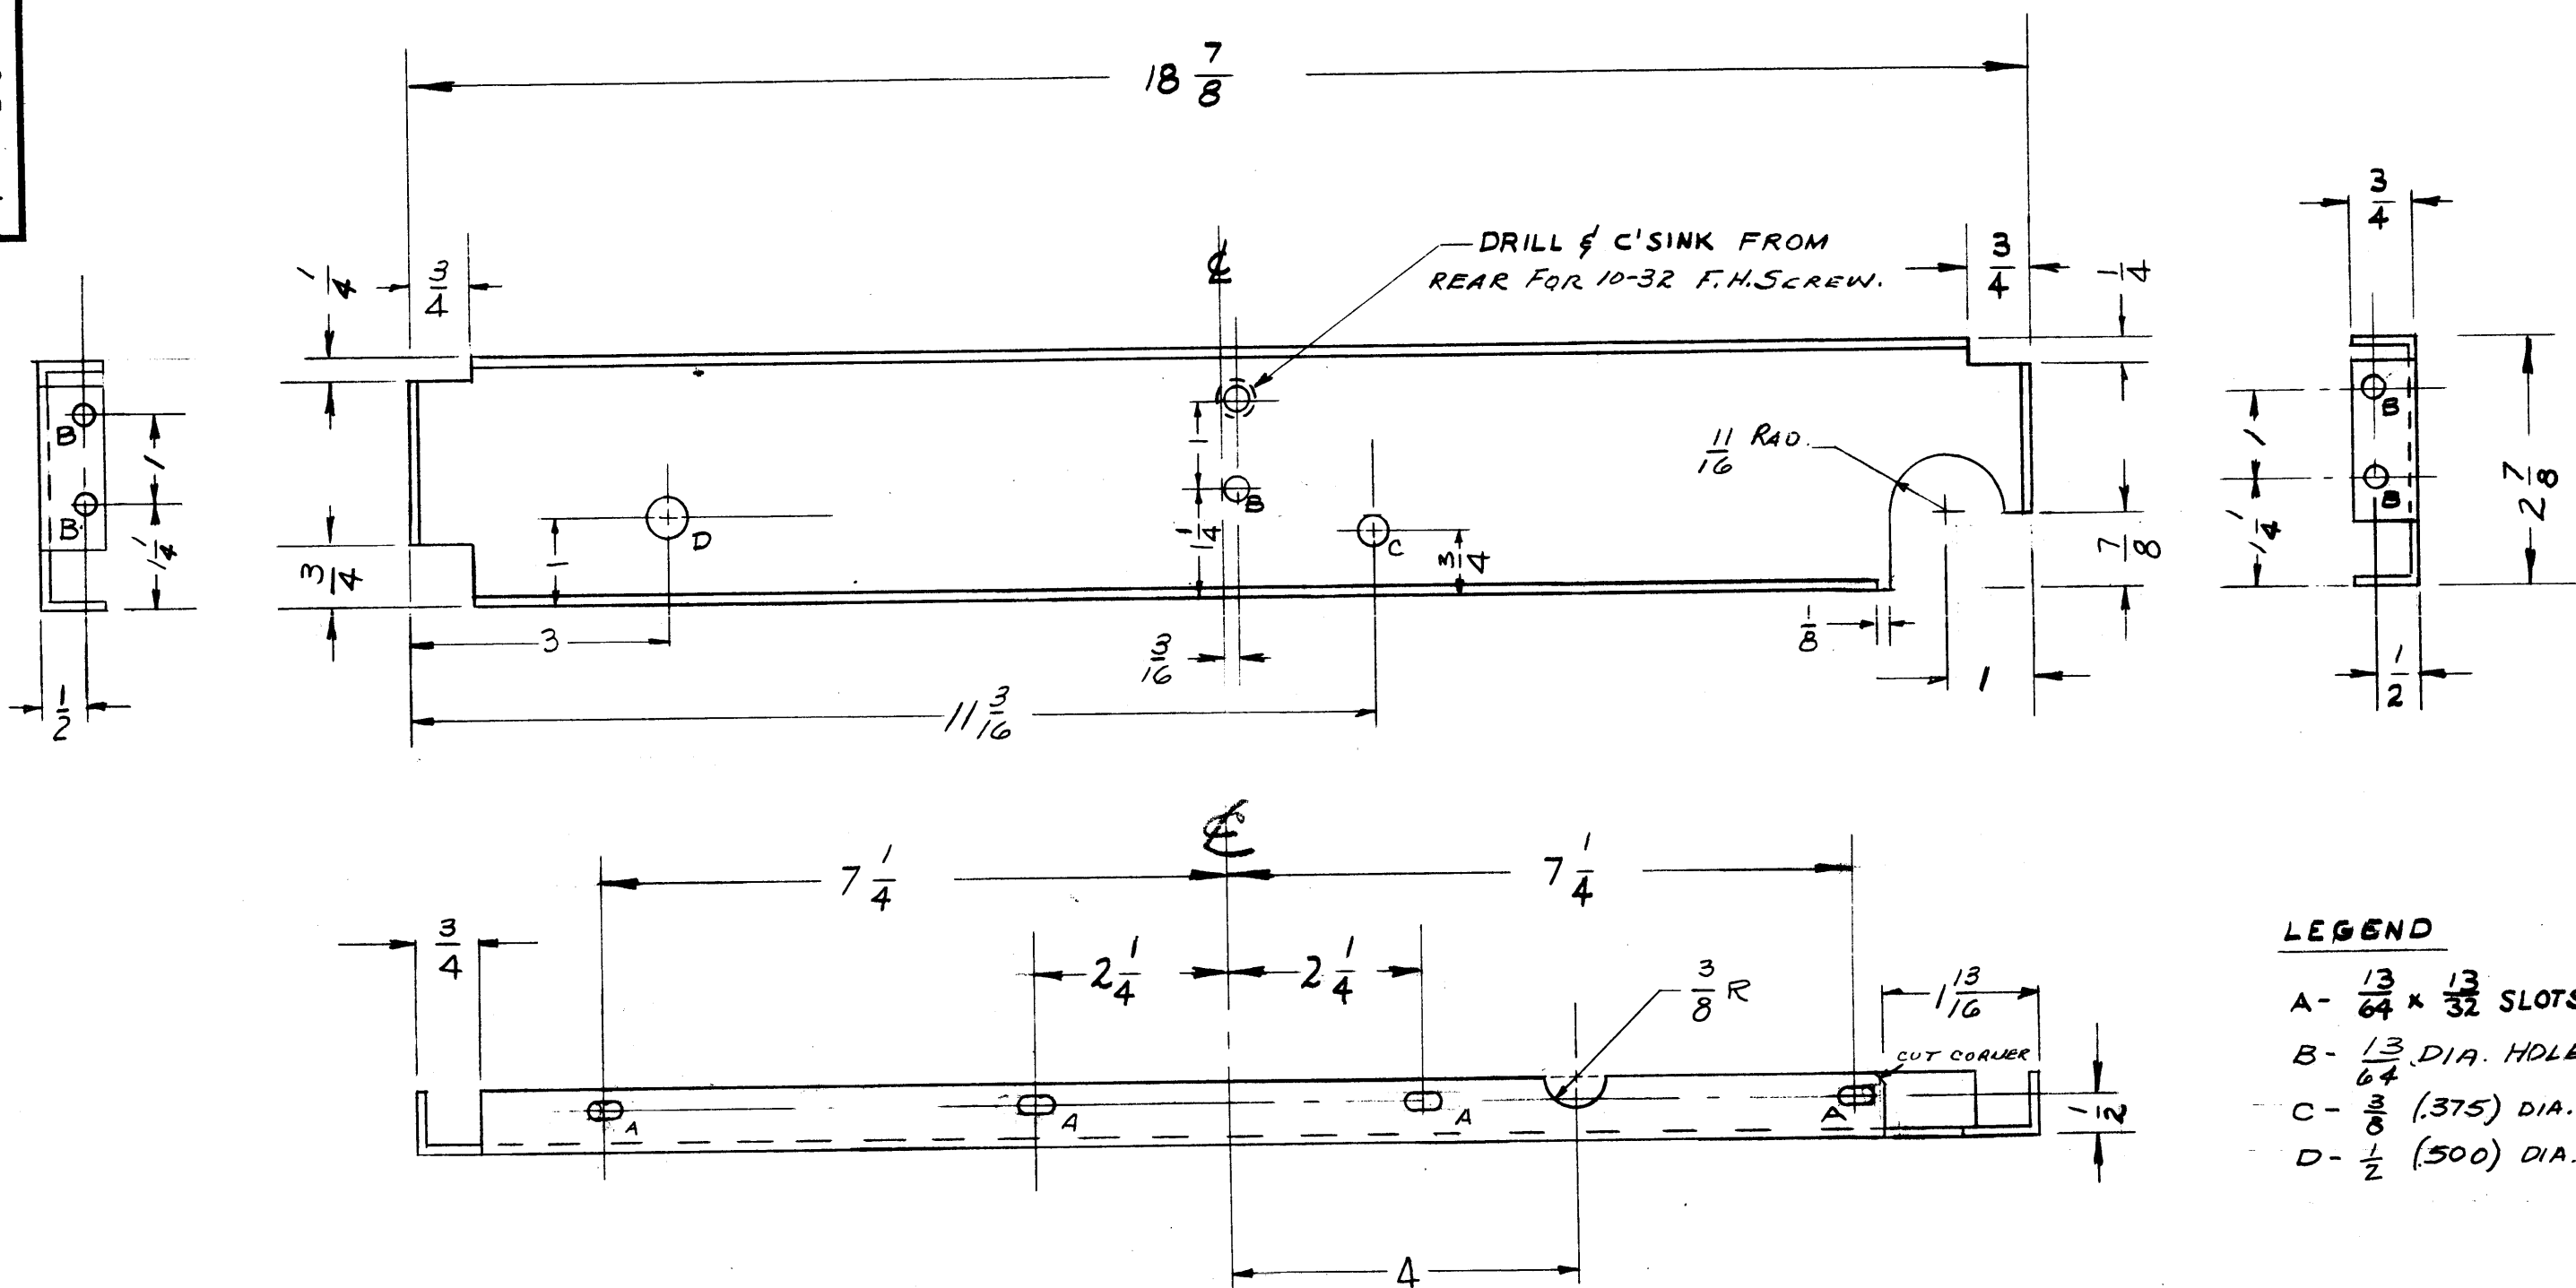 18 7/8
DRILL & C'SINK FROM
REAR FOR 10-32 F.H. SCREW.
℄
1/4
3/4
3/4
1/4
3/4
B
B
1
1 1/4
1/2
3/4
D
1
3
1
B
1 1/4
3/16
C
3/4
11 3/16
11/16 RAD.
1/8
7/8
1
B
B
1
1 1/4
2 7/8
1/2
℄
7 1/4
7 1/4
3/4
2 1/4
2 1/4
3/8 R
1 13/16
CUT CORNER
A
A
A
A
1/2
4
LEGEND
A- 13/64 x 13/32 SLOTS
B- 13/64 DIA. HOLE
C- 3/8 (.375) DIA.
D- 1/2 (.500) DIA.